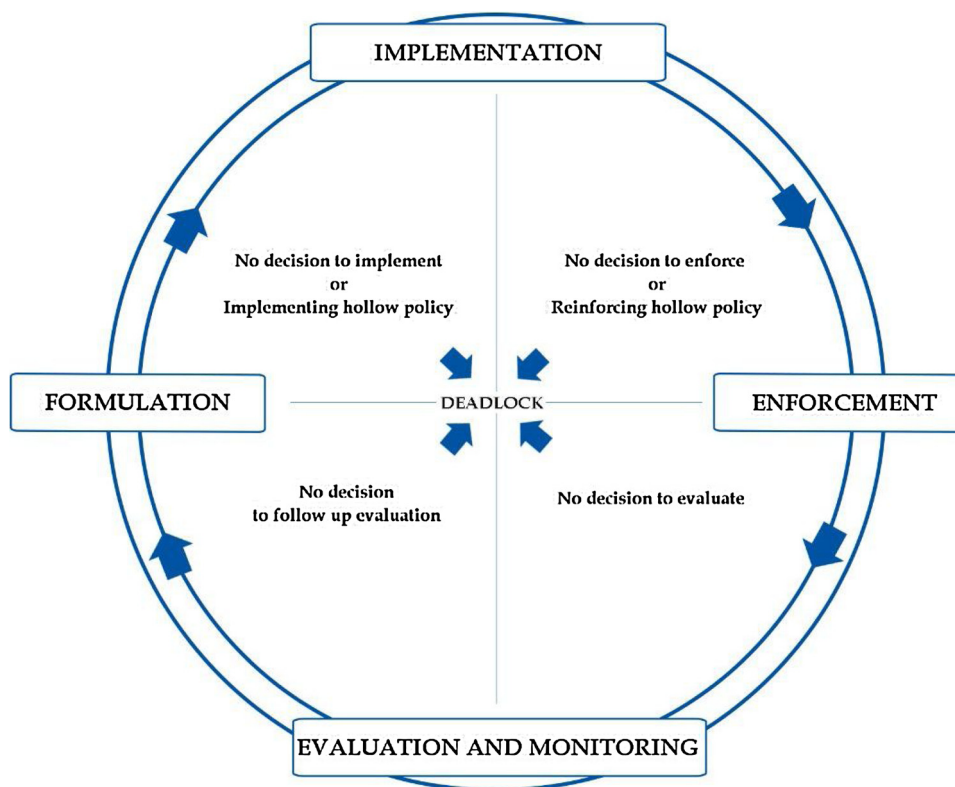 IMPLEMENTATION
No decision to implement
or
Implementing hollow policy
No decision to enforce
or
Reinforcing hollow policy
FORMULATION
DEADLOCK
ENFORCEMENT
No decision
to follow up evaluation
No decision to evaluate
EVALUATION AND MONITORING